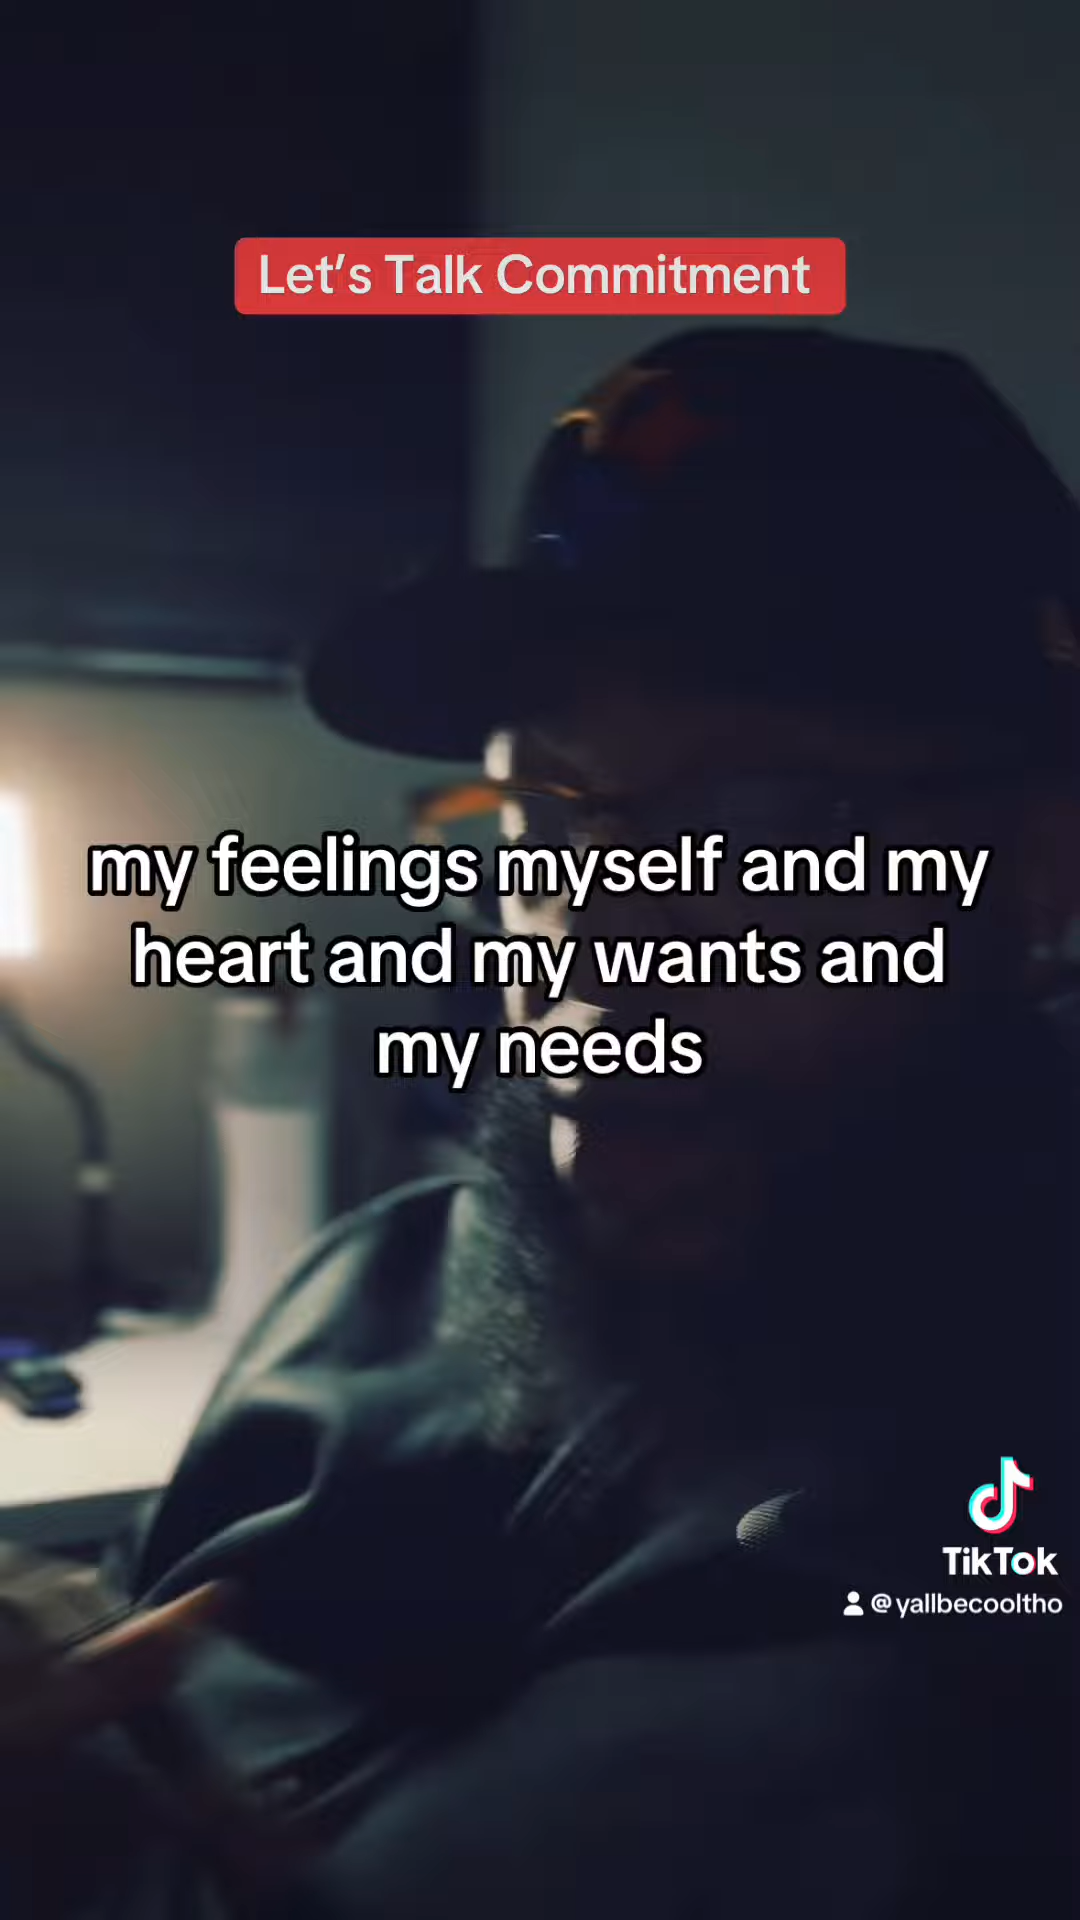 Let’s Talk Commitment
my feelings myself and my
heart and my wants and
my needs
TikTok
@yallbecooltho